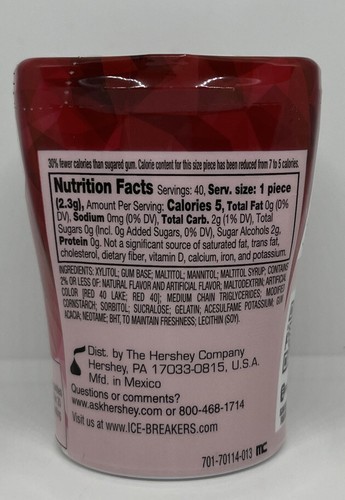 30% fewer calories than sugared gum. Calorie content for this size piece has been reduced from 7 to 5 calories.
Nutrition Facts Servings: 40, Serv. size: 1 piece
(2.3g), Amount Per Serving: Calories 5, Total Fat 0g (0%
DV), Sodium 0mg (0% DV), Total Carb. 2g (1% DV), Total
Sugars 0g (Incl. 0g Added Sugars, 0% DV), Sugar Alcohols 2g,
Protein 0g. Not a significant source of saturated fat, trans fat,
cholesterol, dietary fiber, vitamin D, calcium, iron, and potassium.
INGREDIENTS: XYLITOL; GUM BASE; MALTITOL; MANNITOL; MALTITOL SYRUP; CONTAINS
2% OR LESS OF: NATURAL FLAVOR AND ARTIFICIAL FLAVOR; MALTODEXTRIN; ARTIFICIAL
COLOR [RED 40 LAKE; RED 40]; MEDIUM CHAIN TRIGLYCERIDES; MODIFIED
CORNSTARCH; SORBITOL; SUCRALOSE; GELATIN; ACESULFAME POTASSIUM; GUM
ACACIA; NEOTAME; BHT, TO MAINTAIN FRESHNESS; LECITHIN (SOY).
Dist. by The Hershey Company
Hershey, PA 17033-0815, U.S.A.
Mfd. in Mexico
Questions or comments?
www.askhershey.com or 800-468-1714
Visit us at www.ICE-BREAKERS.com
701-70114-013 MC